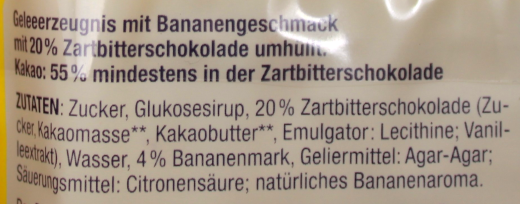 Geleeerzeugnis mit Bananengeschmack
mit 20% Zartbitterschokolade umhüllt.
Kakao: 55% mindestens in der Zartbitterschokolade
ZUTATEN: Zucker, Glukosesirup, 20% Zartbitterschokolade (Zu-
cker, Kakaomasse**, Kakaobutter**, Emulgator: Lecithine; Vanil-
leextrakt), Wasser, 4% Bananenmark, Geliermittel: Agar-Agar;
Säuerungsmittel: Citronensäure; natürliches Bananenaroma.